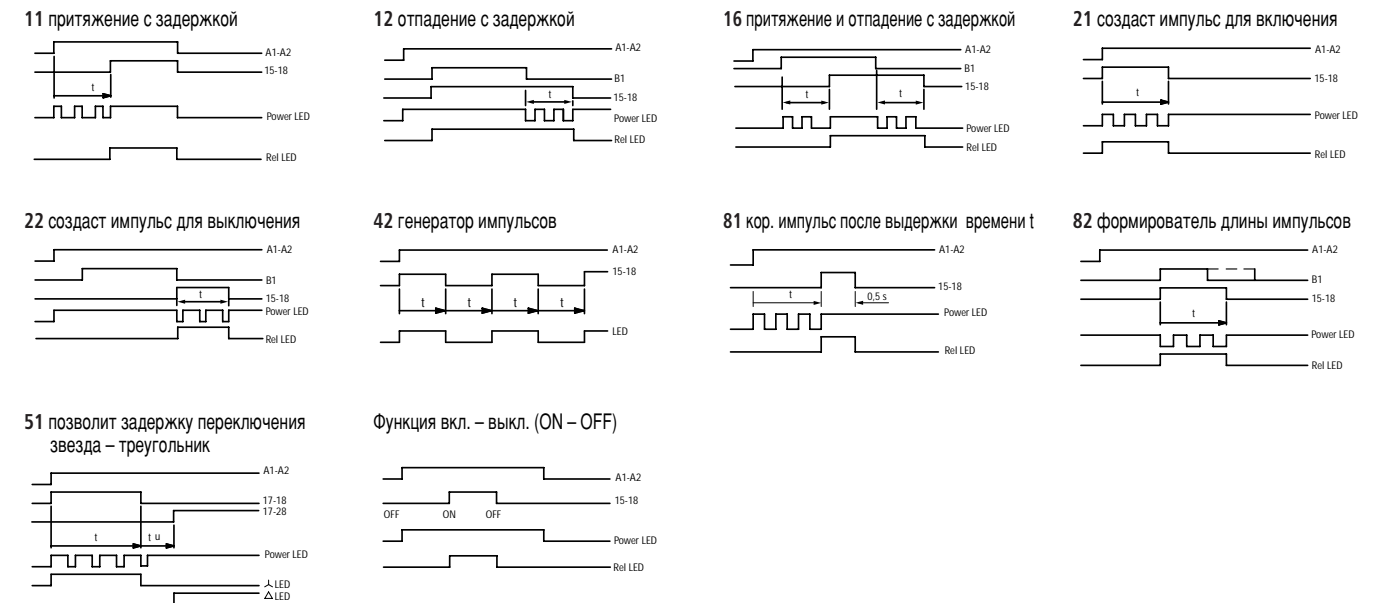 11 притяжение с задержкой
A1-A2
15-18
t
Power LED
Rel LED
12 отпадение с задержкой
A1-A2
B1
t
15-18
Power LED
Rel LED
16 притяжение и отпадение с задержкой
A1-A2
B1
15-18
t
t
Power LED
Rel LED
21 создаст импульс для включения
A1-A2
15-18
t
Power LED
Rel LED
22 создаст импульс для выключения
A1-A2
B1
t
15-18
Power LED
Rel LED
42 генератор импульсов
A1-A2
15-18
t t t t
LED
81 кор. импульс после выдержки времени t
A1-A2
15-18
t
0,5 s
Power LED
Rel LED
82 формирователь длины импульсов
A1-A2
B1
15-18
t
Power LED
Rel LED
51 позволит задержку переключения
звезда – треугольник
A1-A2
17-18
17-28
t
t u
Power LED
LED
LED
Функция вкл. – выкл. (ON – OFF)
A1-A2
15-18
OFF ON OFF
Power LED
Rel LED